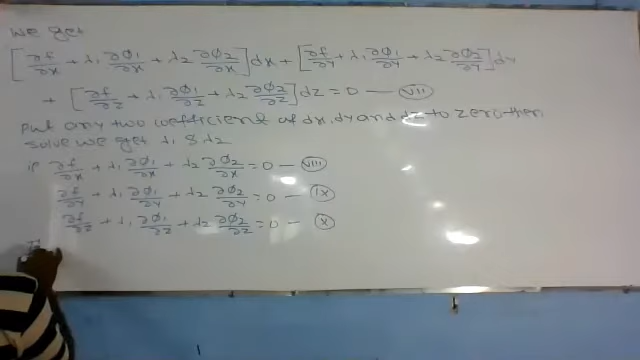 we get
[∂f/∂x + λ₁ ∂φ₁/∂x + λ₂ ∂φ₂/∂x] dx + [∂f/∂y + λ₁ ∂φ₁/∂y + λ₂ ∂φ₂/∂y] dy
+ [∂f/∂z + λ₁ ∂φ₁/∂z + λ₂ ∂φ₂/∂z] dz = 0 — (VII)
Put any two coefficient of dx, dy and dz to zero then
solve we get λ₁ & λ₂
if ∂f/∂x + λ₁ ∂φ₁/∂x + λ₂ ∂φ₂/∂x = 0 — (VIII)
∂f/∂y + λ₁ ∂φ₁/∂y + λ₂ ∂φ₂/∂y = 0 — (IX)
∂f/∂z + λ₁ ∂φ₁/∂z + λ₂ ∂φ₂/∂z = 0 — (X)